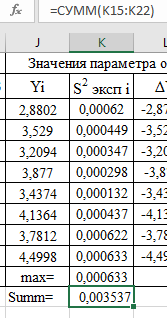 =СУММ(K15:K22)
J K
Значения параметра о
Yi S² эксп i Δ
2,8802 0,00062 -2,87
3,529 0,000449 -3,52
3,2094 0,000347 -3,20
3,877 0,000298 -3,8
3,4374 0,000132 -3,43
4,1364 0,000437 -4,13
3,7812 0,000622 -3,78
4,4998 0,000633 -4,49
max= 0,000633
Summ= 0,003537